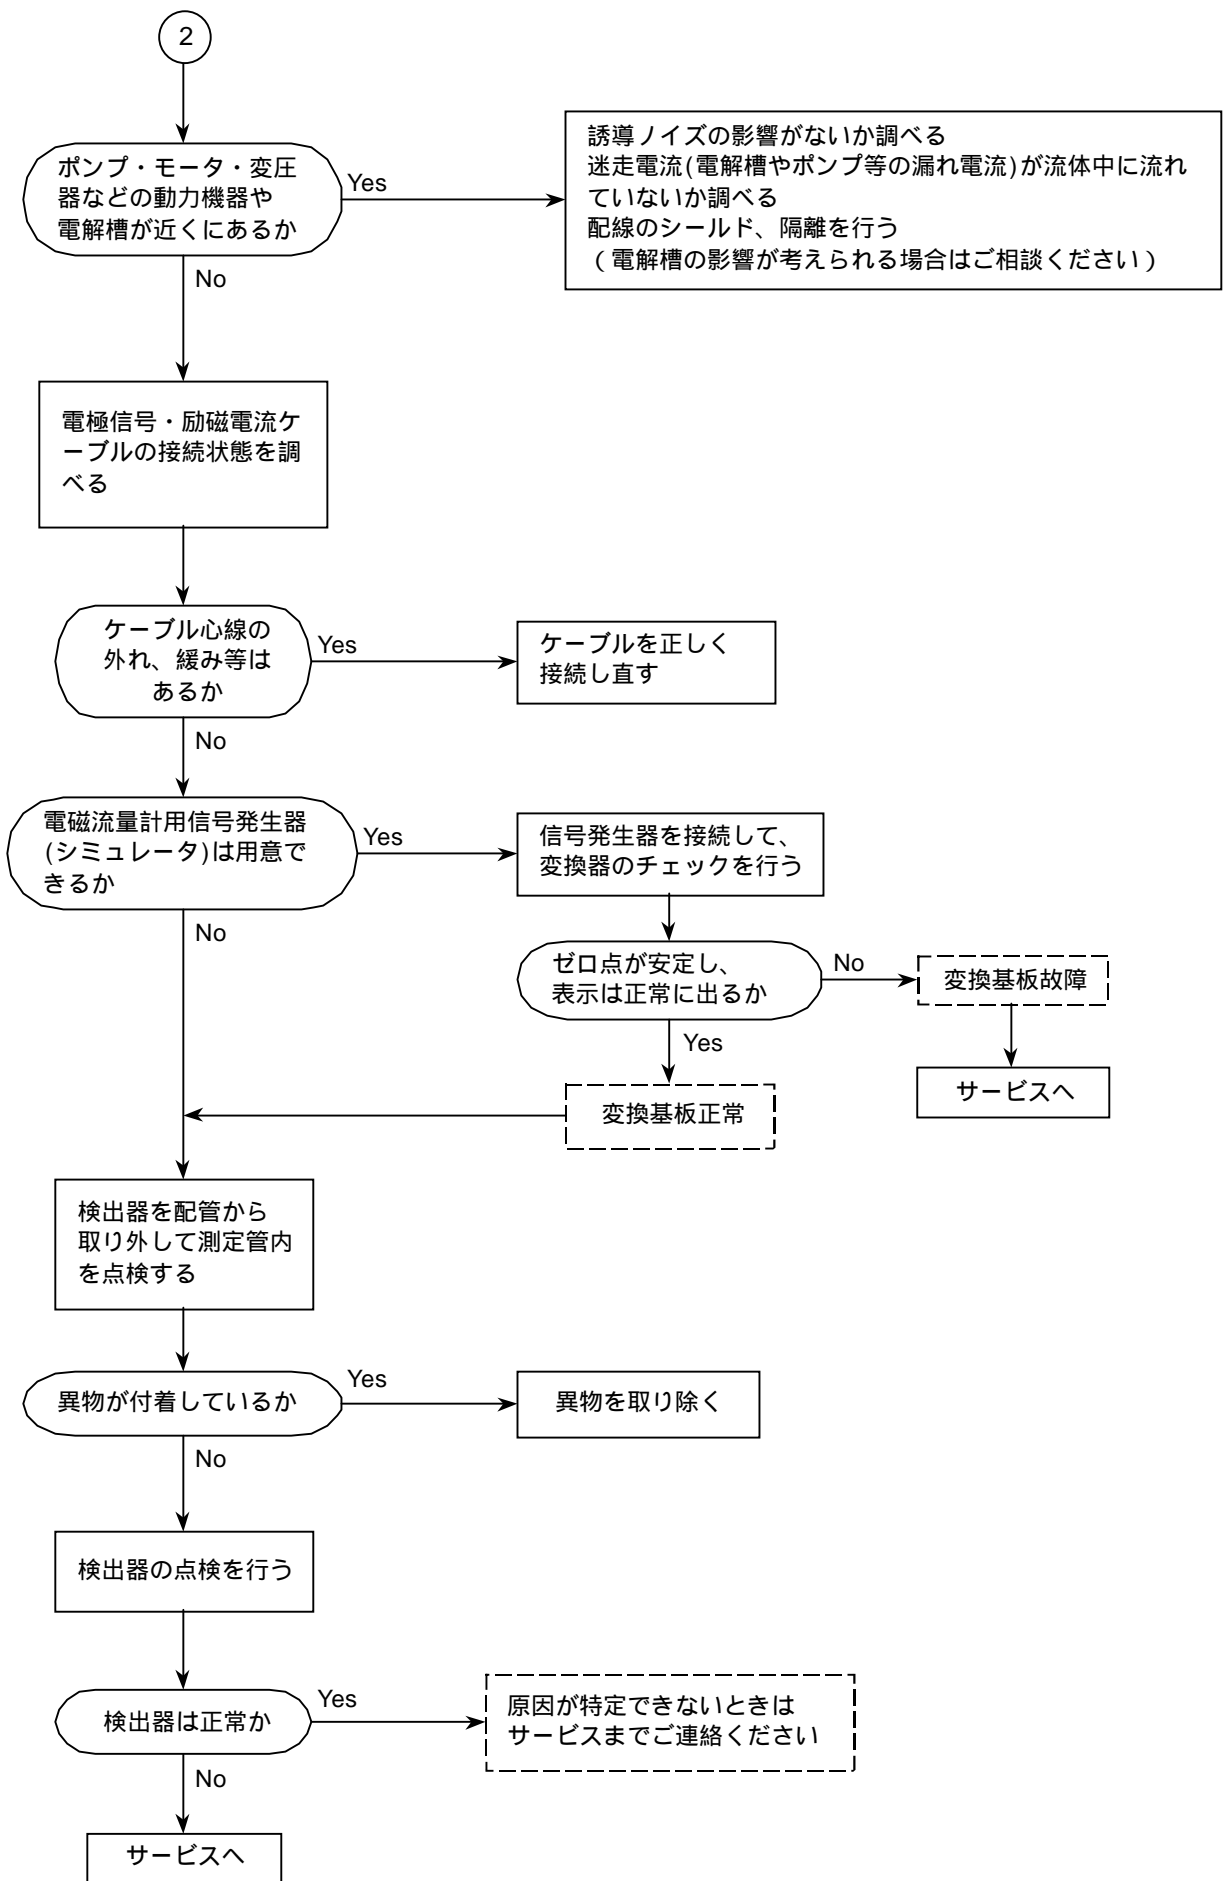 2
ポンプ・モータ・変圧
器などの動力機器や
電解槽が近くにあるか
Yes
誘導ノイズの影響がないか調べる
迷走電流(電解槽やポンプ等の漏れ電流)が流体中に流れ
ていないか調べる
配線のシールド、隔離を行う
(電解槽の影響が考えられる場合はご相談ください)
No
電極信号・励磁電流ケ
ーブルの接続状態を調
べる
ケーブル心線の
外れ、緩み等は
あるか
Yes
ケーブルを正しく
接続し直す
No
電磁流量計用信号発生器
(シミュレータ)は用意で
きるか
Yes
信号発生器を接続して、
変換器のチェックを行う
No
ゼロ点が安定し、
表示は正常に出るか
No
変換基板故障
Yes
サービスへ
変換基板正常
検出器を配管から
取り外して測定管内
を点検する
異物が付着しているか
Yes
異物を取り除く
No
検出器の点検を行う
検出器は正常か
Yes
原因が特定できないときは
サービスまでご連絡ください
No
サービスへ